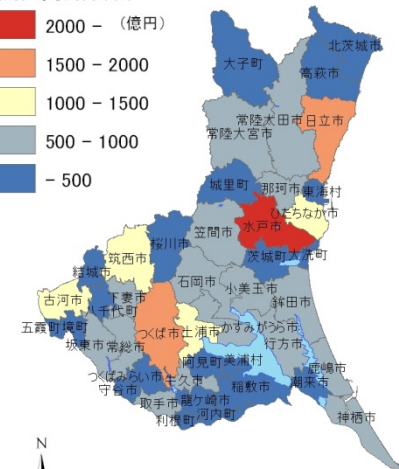 2000 - （億円）
1500 - 2000
1000 - 1500
500 - 1000
- 500
北茨城市
大子町
高萩市
常陸太田市
日立市
常陸大宮市
城里町
那珂市
東海村
ひたちなか市
水戸市
笠間市
桜川市
茨城町
大洗町
筑西市
結城市
石岡市
小美玉市
鉾田市
古河市
下妻市
八千代町
つくば市
土浦市
かすみがうら市
行方市
五霞町
境町
坂東市
常総市
阿見町
美浦村
鹿嶋市
つくばみらい市
牛久市
稲敷市
潮来市
守谷市
取手市
龍ケ崎市
河内町
利根町
神栖市
N